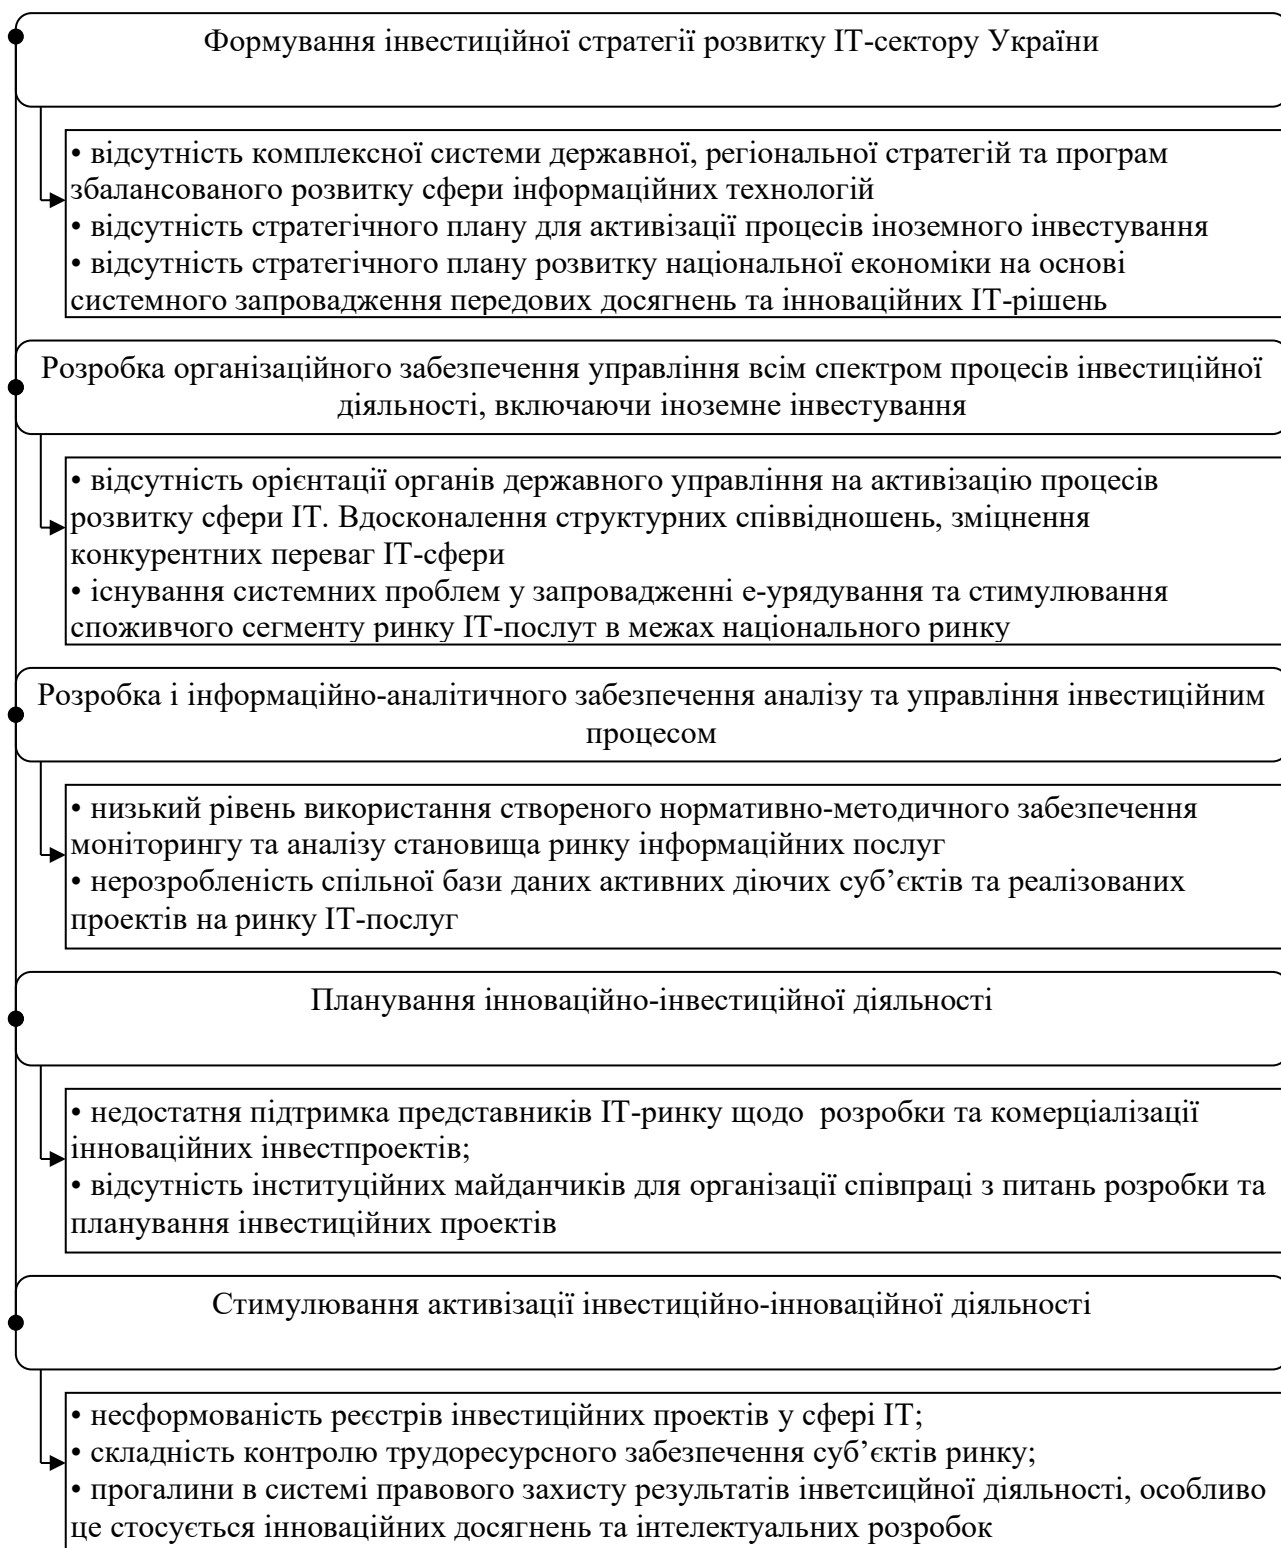 Формування інвестиційної стратегії розвитку ІТ-сектору України
• відсутність комплексної системи державної, регіональної стратегій та програм
збалансованого розвитку сфери інформаційних технологій
• відсутність стратегічного плану для активізації процесів іноземного інвестування
• відсутність стратегічного плану розвитку національної економіки на основі
системного запровадження передових досягнень та інноваційних ІТ-рішень
Розробка організаційного забезпечення управління всім спектром процесів інвестиційної
діяльності, включаючи іноземне інвестування
• відсутність орієнтації органів державного управління на активізацію процесів
розвитку сфери ІТ. Вдосконалення структурних співвідношень, зміцнення
конкурентних переваг ІТ-сфери
• існування системних проблем у запровадженні е-урядування та стимулювання
споживчого сегменту ринку ІТ-послут в межах національного ринку
Розробка і інформаційно-аналітичного забезпечення аналізу та управління інвестиційним
процесом
• низький рівень використання створеного нормативно-методичного забезпечення
моніторингу та аналізу становища ринку інформаційних послуг
• нерозробленість спільної бази даних активних діючих суб’єктів та реалізованих
проектів на ринку ІТ-послуг
Планування інноваційно-інвестиційної діяльності
• недостатня підтримка представників ІТ-ринку щодо  розробки та комерціалізації
інноваційних інвестпроектів;
• відсутність інституційних майданчиків для організації співпраці з питань розробки та
планування інвестиційних проектів
Стимулювання активізації інвестиційно-інноваційної діяльності
• несформованість реєстрів інвестиційних проектів у сфері ІТ;
• складність контролю трудоресурсного забезпечення суб’єктів ринку;
• прогалини в системі правового захисту результатів інветсицйної діяльності, особливо
це стосується інноваційних досягнень та інтелектуальних розробок